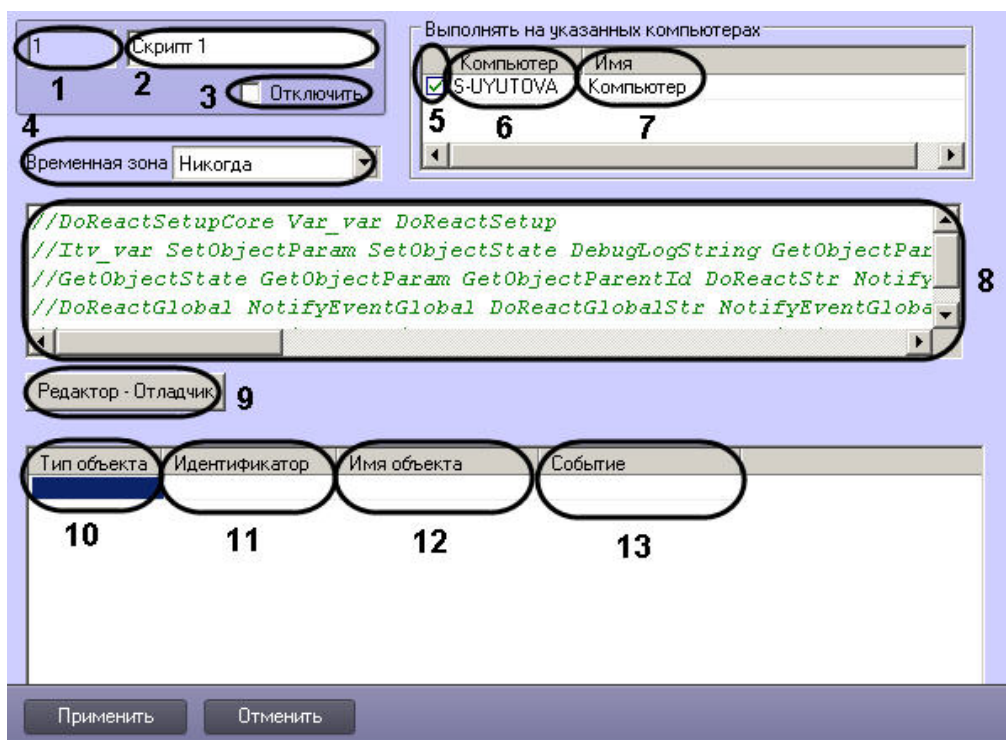 1 Скрипт 1
1 2 3 Отключить
4
Временная зона Никогда
Выполнять на указанных компьютерах
Компьютер Имя
S-UYUTOVA Компьютер
5 6 7
//DoReactSetupCore Var_var DoReactSetup
//Itv_var SetObjectParam SetObjectState DebugLogString GetObjectPar
//GetObjectState GetObjectParam GetObjectParentId DoReactStr Notify
//DoReactGlobal NotifyEventGlobal DoReactGlobalStr NotifyEventGloba
8
Редактор - Отладчик 9
Тип объекта Идентификатор Имя объекта Событие
10 11 12 13
Применить Отменить